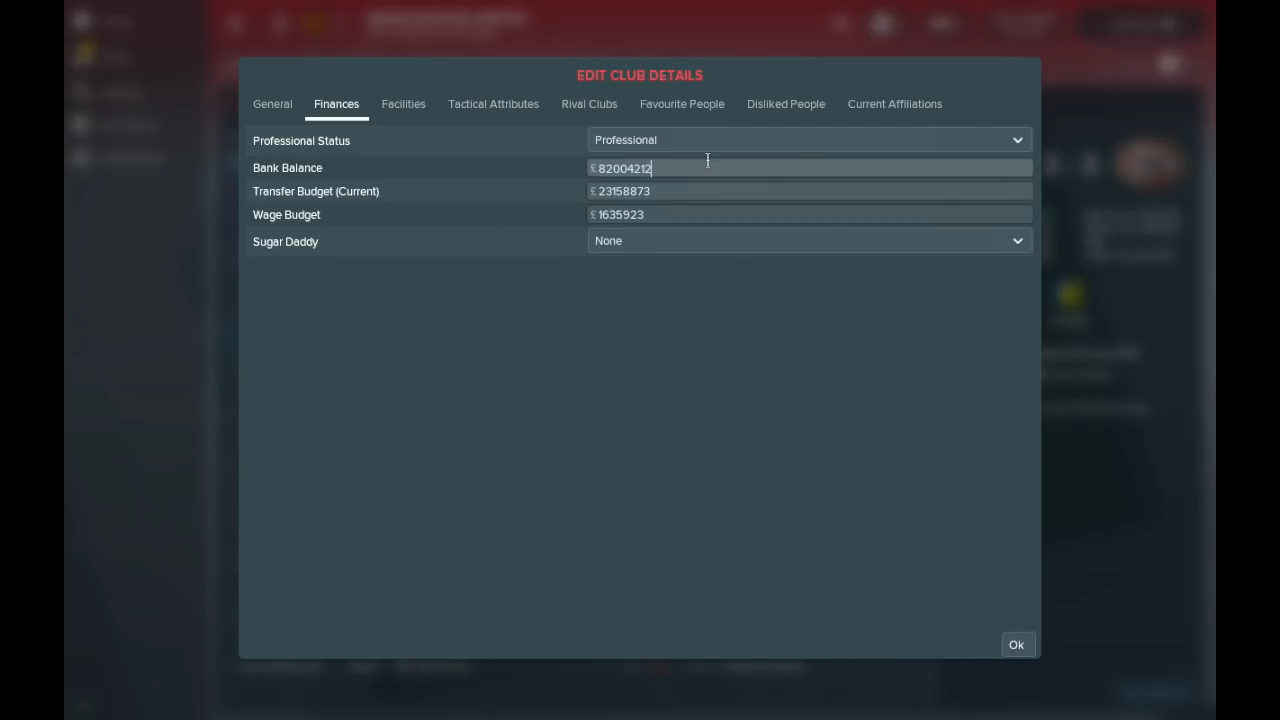 EDIT CLUB DETAILS
General Finances Facilities Tactical Attributes Rival Clubs Favourite People Disliked People Current Affiliations
Professional Status Professional
Bank Balance £82004212
Transfer Budget (Current) £23158873
Wage Budget £1635923
Sugar Daddy None
Ok